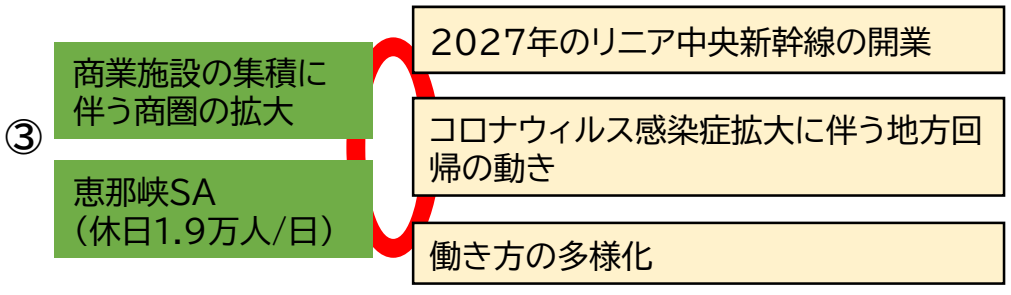 ③
商業施設の集積に
伴う商圏の拡大
恵那峡SA
（休日1.9万人/日）
2027年のリニア中央新幹線の開業
コロナウィルス感染症拡大に伴う地方回
帰の動き
働き方の多様化